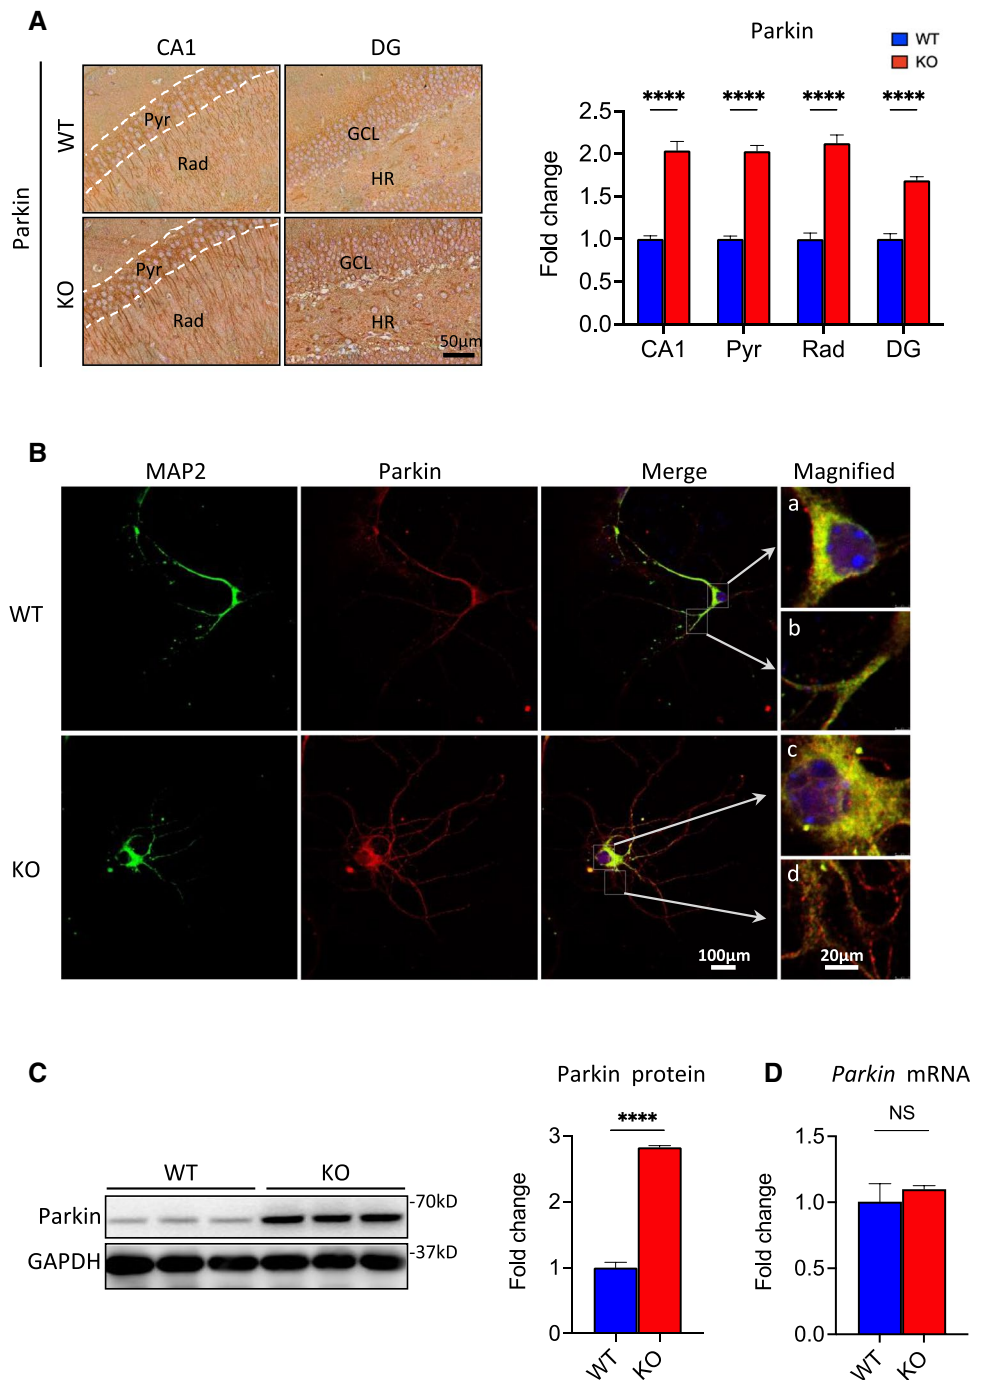 A
CA1 DG
Parkin
WT
KO
Pyr
Rad
GCL
HR
Pyr
Rad
GCL
HR
50μm
Parkin
WT
KO
**** **** **** ****
Fold change
2.5
2.0
1.5
1.0
0.5
0.0
CA1 Pyr Rad DG
B
MAP2 Parkin Merge Magnified
WT
KO
a
b
c
d
100μm
20μm
C
WT KO
Parkin
-70kD
GAPDH
-37kD
Parkin protein
****
Fold change
3
2
1
0
WT KO
D
Parkin mRNA
NS
Fold change
1.5
1.0
0.5
0.0
WT KO